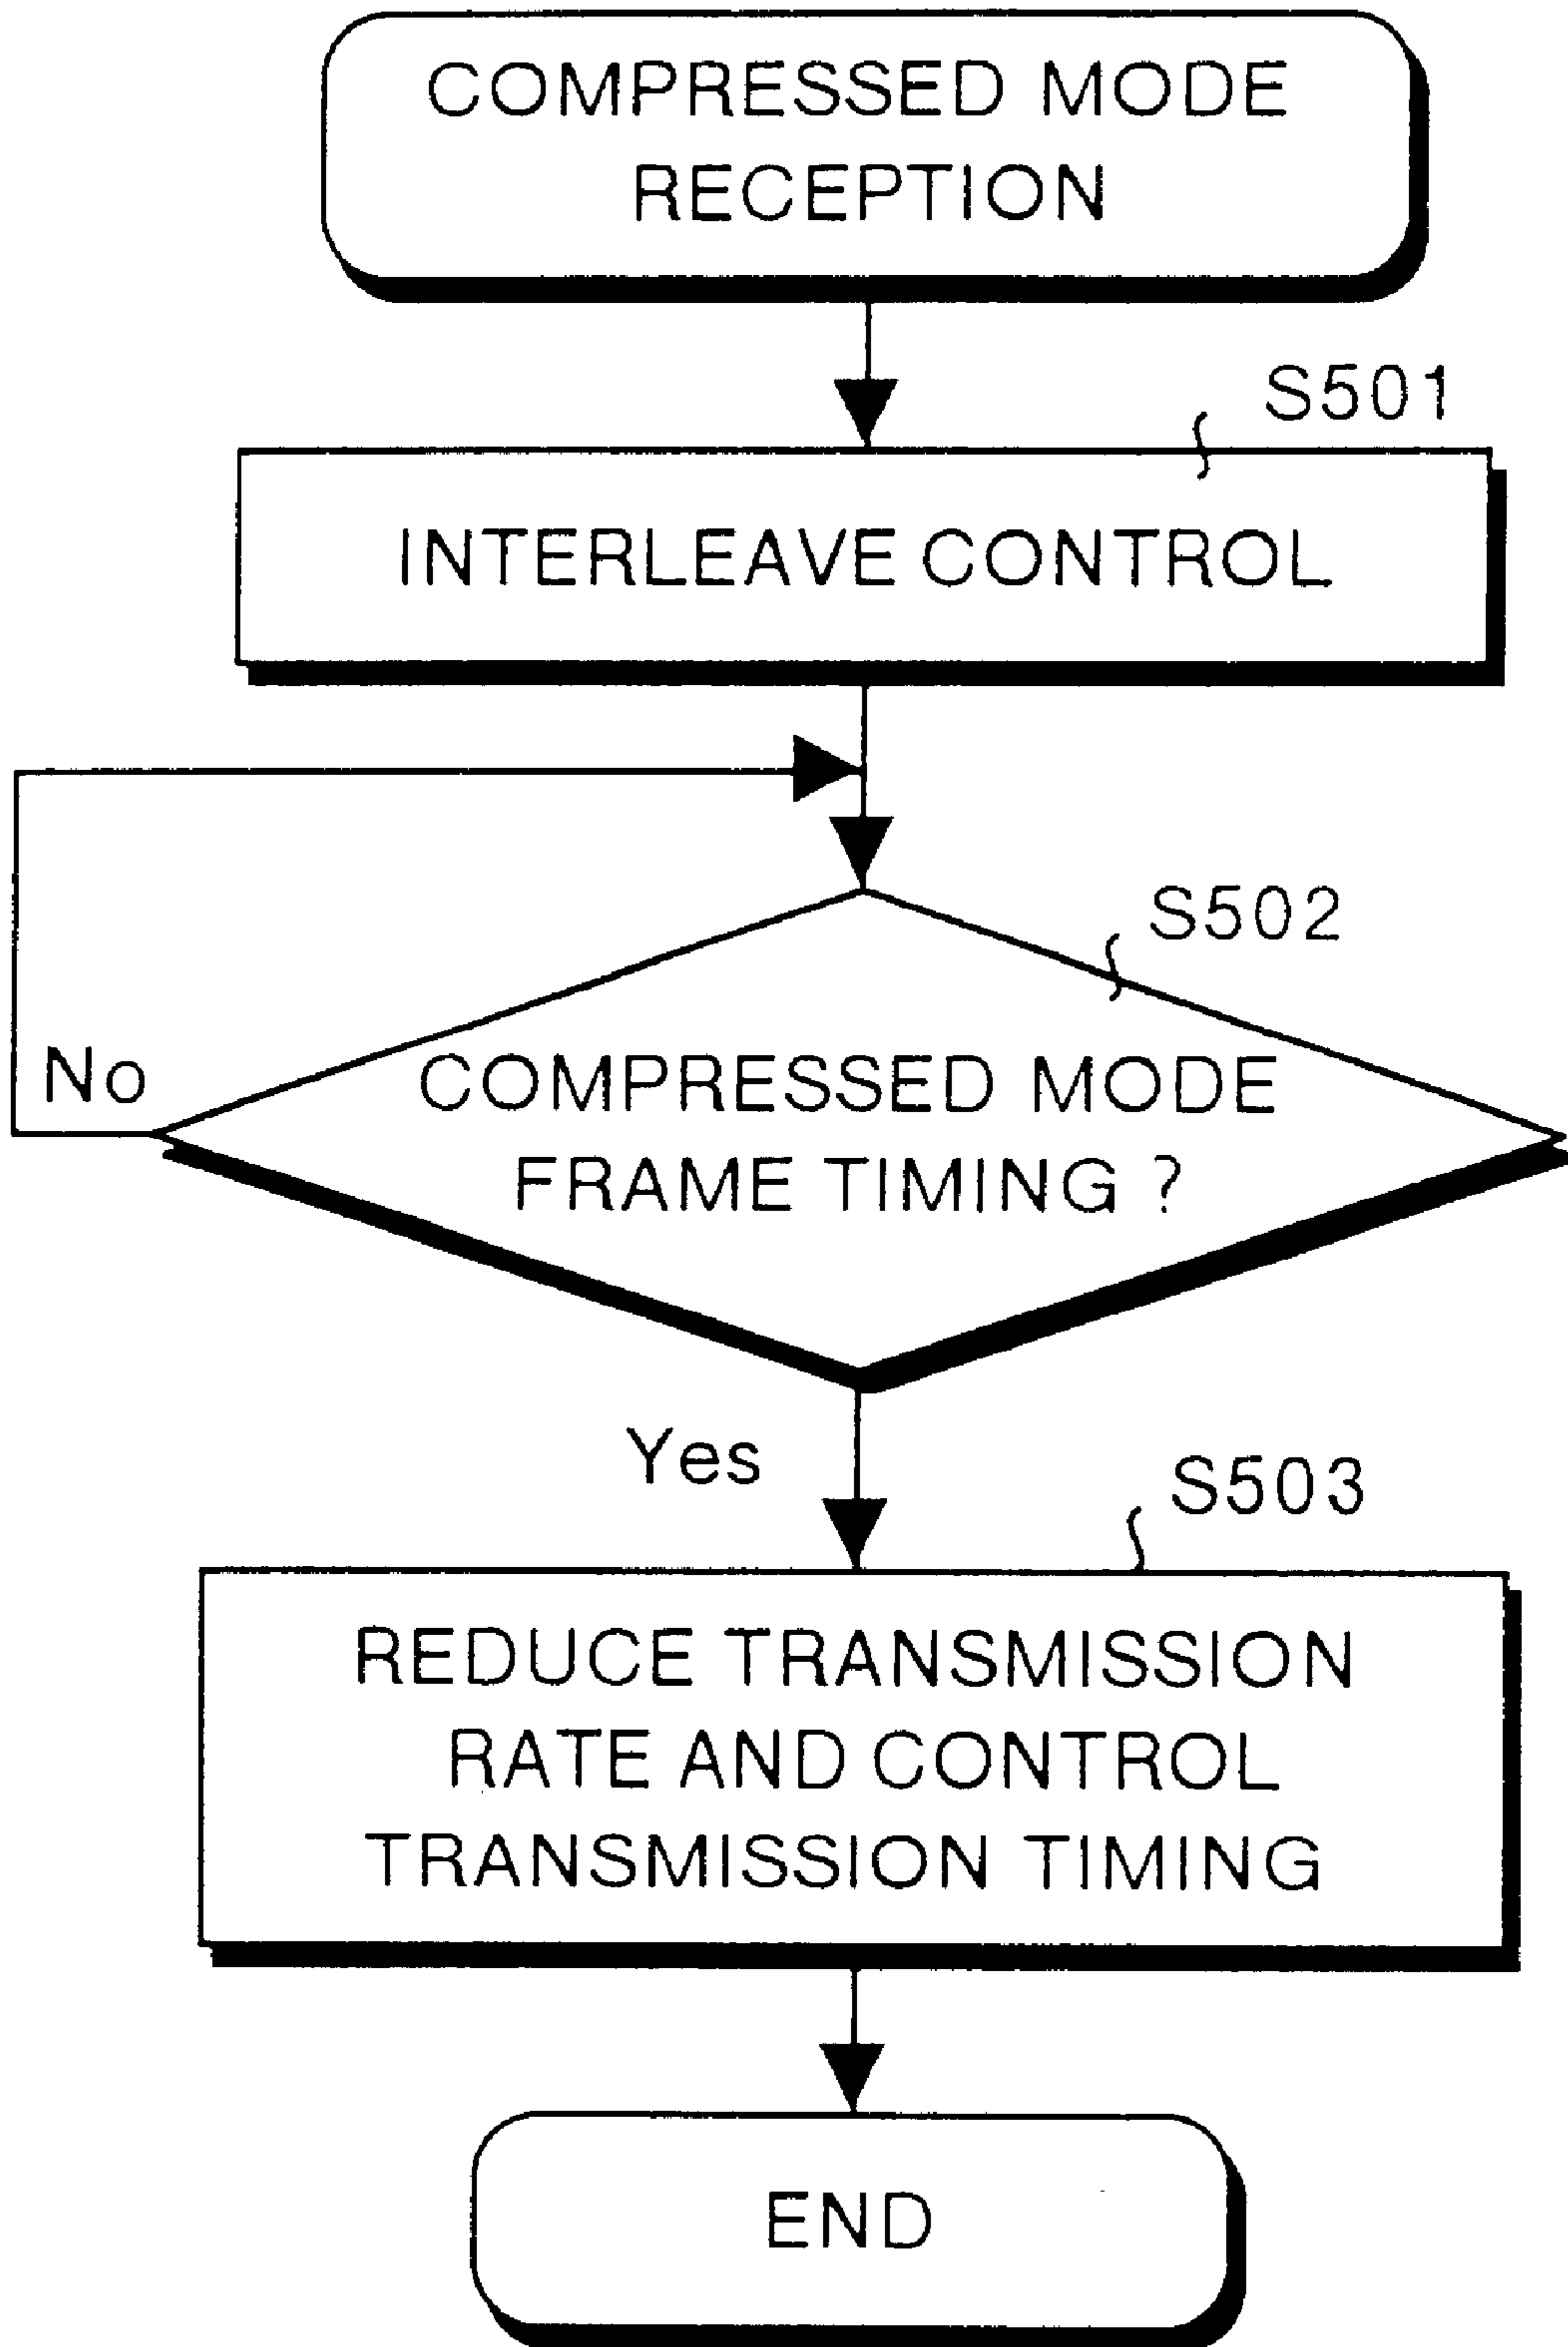 COMPRESSED MODE
RECEPTION
S501
INTERLEAVE CONTROL
S502
No
COMPRESSED MODE
FRAME TIMING ?
Yes
S503
REDUCE TRANSMISSION
RATE AND CONTROL
TRANSMISSION TIMING
END